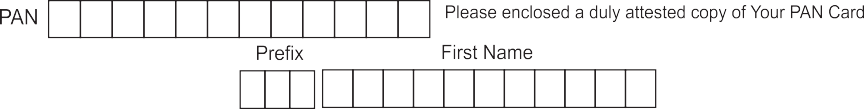 PAN Please enclosed a duly attested copy of Your PAN Card
Prefix First Name